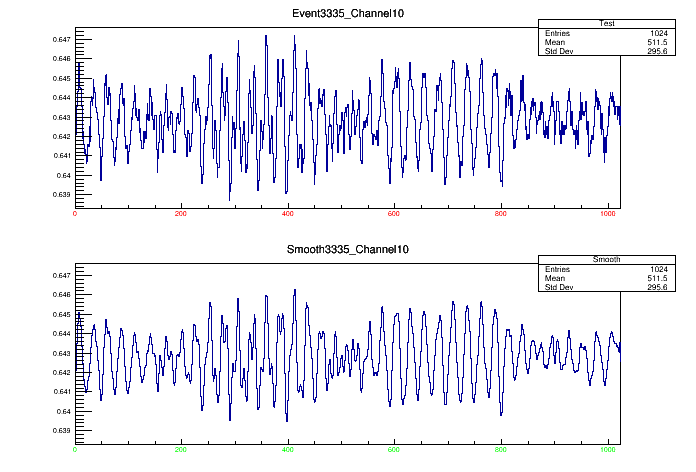 Event3335_Channel10
Test
Entries 1024
Mean 511.5
Std Dev 295.6
0.647
0.646
0.645
0.644
0.643
0.642
0.641
0.64
0.639
0 200 400 600 800 1000
Smooth3335_Channel10
Smooth
Entries 1024
Mean 511.5
Std Dev 295.6
0.647
0.646
0.645
0.644
0.643
0.642
0.641
0.64
0.639
0 200 400 600 800 1000